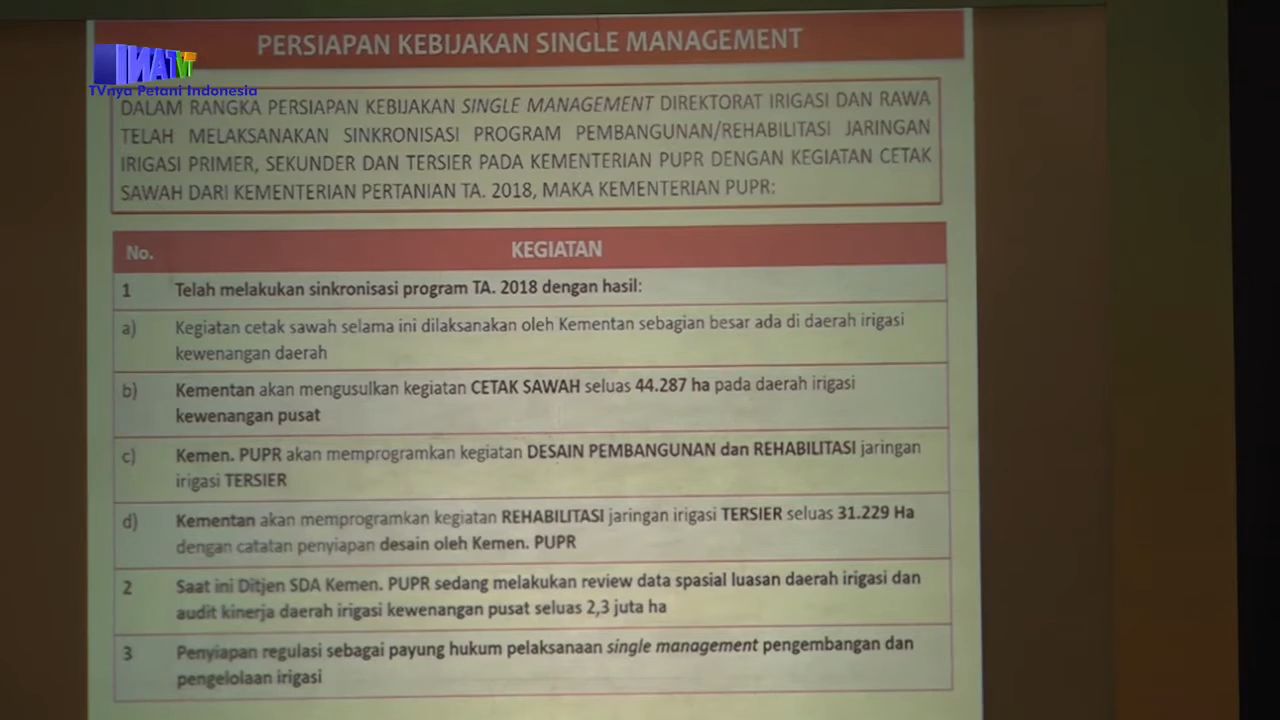 PERSIAPAN KEBIJAKAN SINGLE MANAGEMENT
INATV
TVnya Petani Indonesia
DALAM RANGKA PERSIAPAN KEBIJAKAN SINGLE MANAGEMENT DIREKTORAT IRIGASI DAN RAWA
TELAH MELAKSANAKAN SINKRONISASI PROGRAM PEMBANGUNAN/REHABILITASI JARINGAN
IRIGASI PRIMER, SEKUNDER DAN TERSIER PADA KEMENTERIAN PUPR DENGAN KEGIATAN CETAK
SAWAH DARI KEMENTERIAN PERTANIAN TA. 2018, MAKA KEMENTERIAN PUPR:
No. KEGIATAN
1 Telah melakukan sinkronisasi program TA. 2018 dengan hasil:
a) Kegiatan cetak sawah selama ini dilaksanakan oleh Kementan sebagian besar ada di daerah irigasi
kewenangan daerah
b) Kementan akan mengusulkan kegiatan CETAK SAWAH seluas 44.287 ha pada daerah irigasi
kewenangan pusat
c) Kemen. PUPR akan memprogramkan kegiatan DESAIN PEMBANGUNAN dan REHABILITASI jaringan
irigasi TERSIER
d) Kementan akan memprogramkan kegiatan REHABILITASI jaringan irigasi TERSIER seluas 31.229 Ha
dengan catatan penyiapan desain oleh Kemen. PUPR
2 Saat ini Ditjen SDA Kemen. PUPR sedang melakukan review data spasial luasan daerah irigasi dan
audit kinerja daerah irigasi kewenangan pusat seluas 2,3 juta ha
3 Penyiapan regulasi sebagai payung hukum pelaksanaan single management pengembangan dan
pengelolaan irigasi